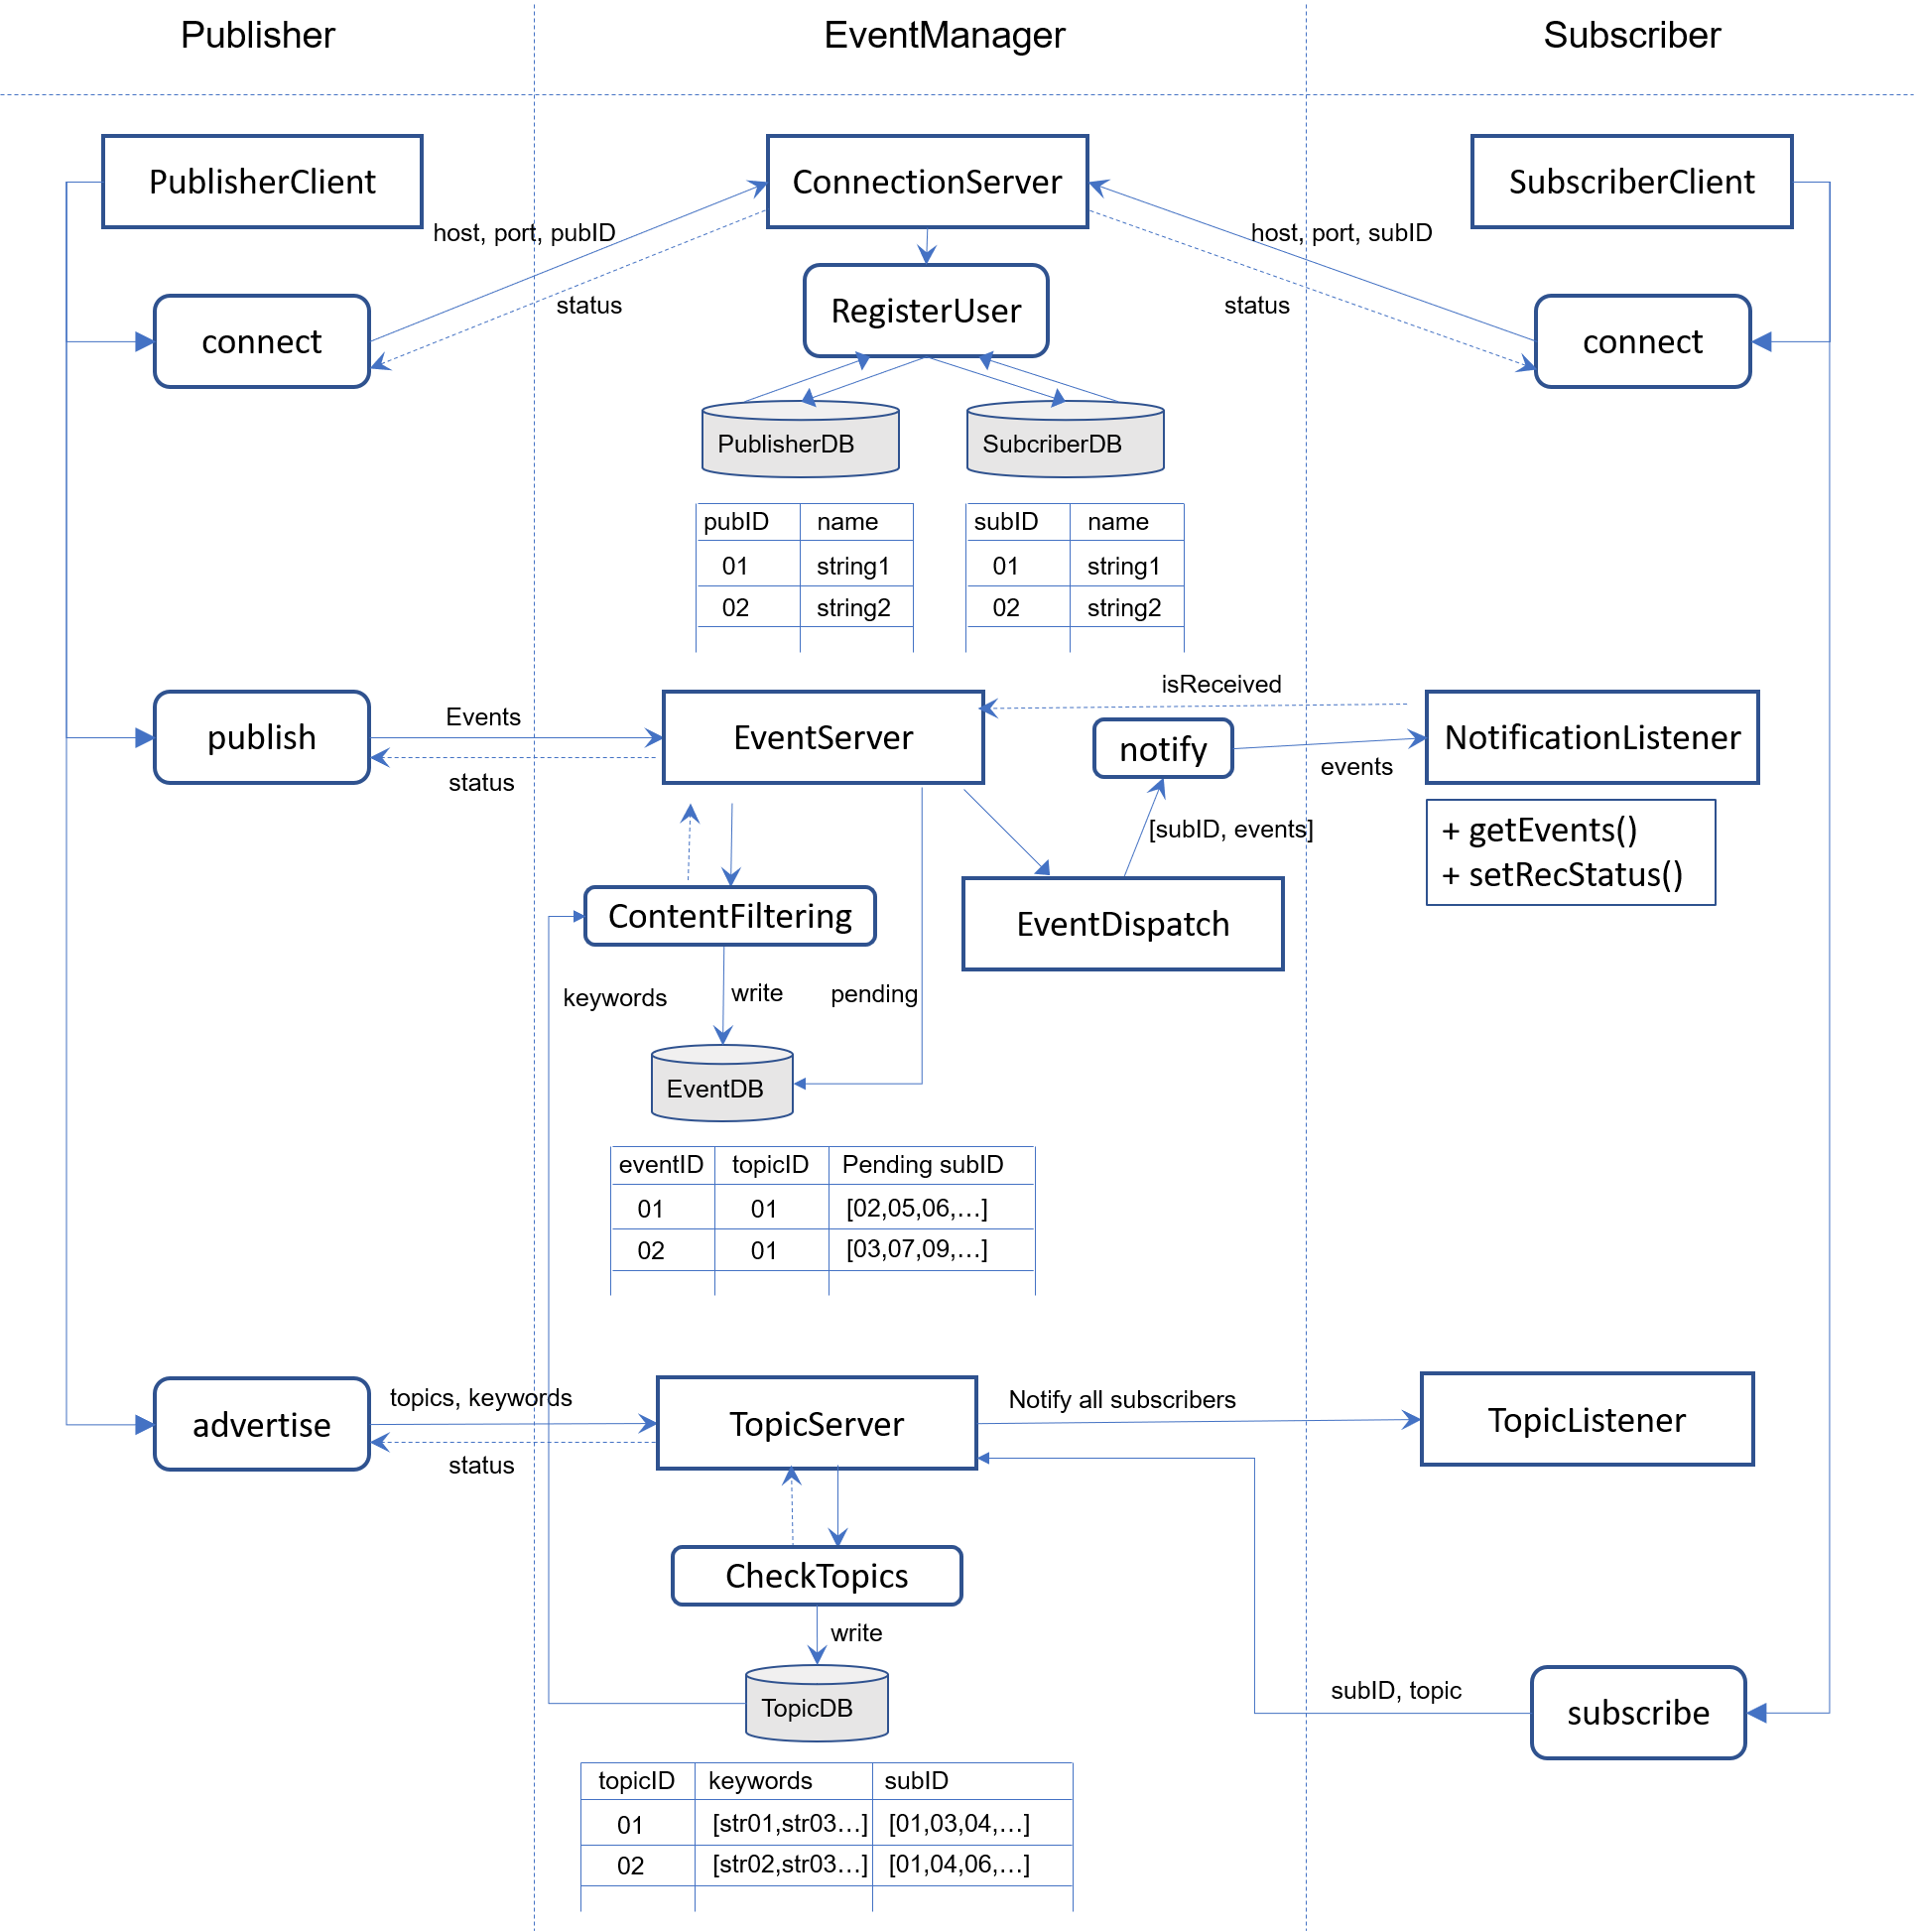 Publisher
EventManager
Subscriber
PublisherClient
ConnectionServer
SubscriberClient
host, port, pubID
host, port, subID
status
RegisterUser
status
connect
connect
PublisherDB
SubcriberDB
pubID name
01 string1
02 string2
subID name
01 string1
02 string2
isReceived
publish
Events
status
EventServer
notify
events
NotificationListener
[subID, events]
+ getEvents()
+ setRecStatus()
ContentFiltering
EventDispatch
keywords
write
pending
EventDB
eventID topicID Pending subID
01 01 [02,05,06,...]
02 01 [03,07,09,...]
advertise
topics, keywords
status
TopicServer
Notify all subscribers
TopicListener
CheckTopics
write
TopicDB
subID, topic
subscribe
topicID keywords subID
01 [str01,str03...] [01,03,04,...]
02 [str02,str03...] [01,04,06,...]